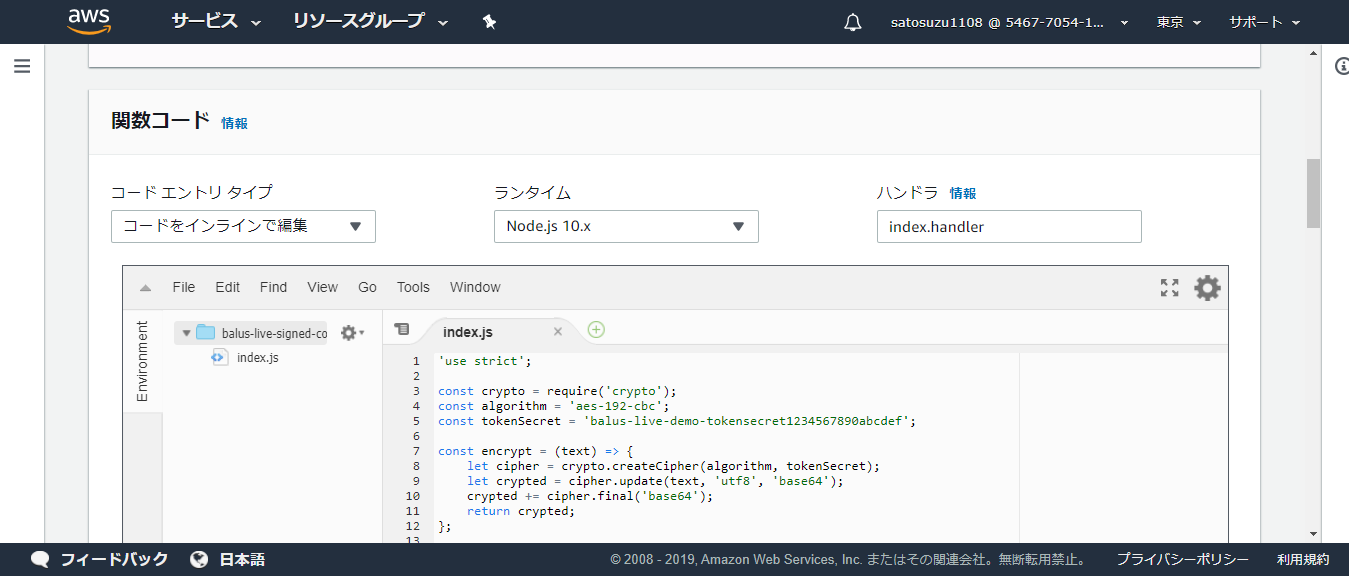 aws サービス リソースグループ satosuzu1108 @ 5467-7054-1... 東京 サポート
関数コード 情報
コード エントリ タイプ ランタイム ハンドラ 情報
コードをインラインで編集 Node.js 10.x index.handler
File Edit Find View Go Tools Window
Environment
balus-live-signed-co
index.js
index.js
1 'use strict';
2
3 const crypto = require('crypto');
4 const algorithm = 'aes-192-cbc';
5 const tokenSecret = 'balus-live-demo-tokensecret1234567890abcdef';
6
7 const encrypt = (text) => {
8 let cipher = crypto.createCipher(algorithm, tokenSecret);
9 let crypted = cipher.update(text, 'utf8', 'base64');
10 crypted += cipher.final('base64');
11 return crypted;
12 };
13
フィードバック 日本語 © 2008 - 2019, Amazon Web Services, Inc. またはその関連会社。無断転用禁止。 プライバシーポリシー 利用規約